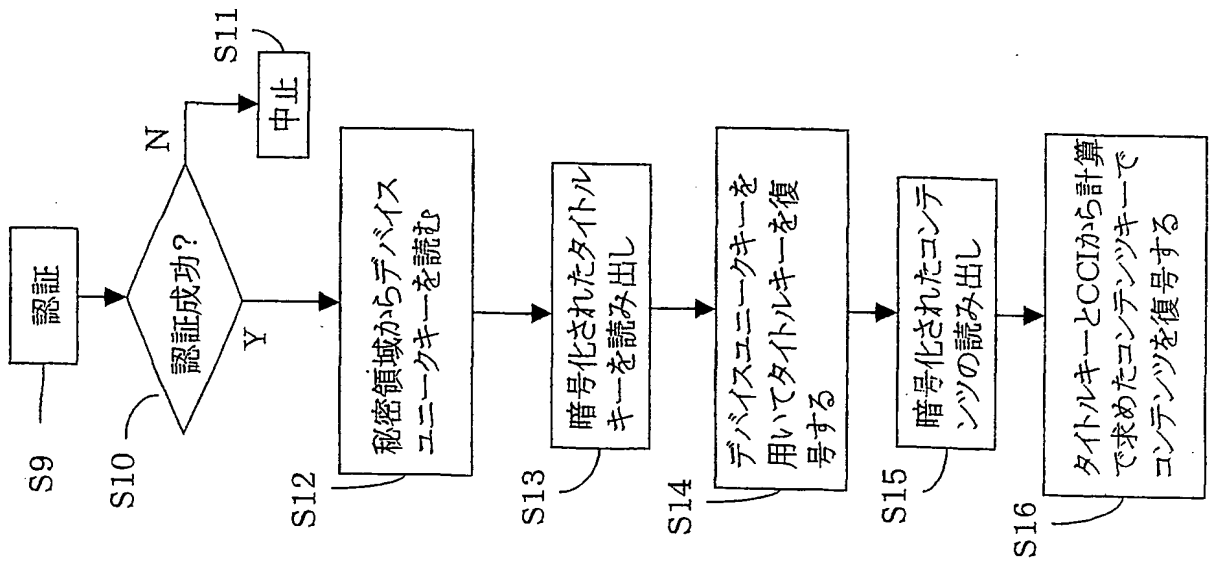 S9
認証
S10
認証成功?
N
S11
中止
Y
S12
秘密領域からデバイス
ユニークキーを読む
S13
暗号化されたタイトル
キーを読み出し
S14
デバイスユニークキーを
用いてタイトルキーを復
号する
S15
暗号化されたコンテ
ンツの読み出し
S16
タイトルキーとCCIから計算
で求めたコンテンツキーで
コンテンツを復号する